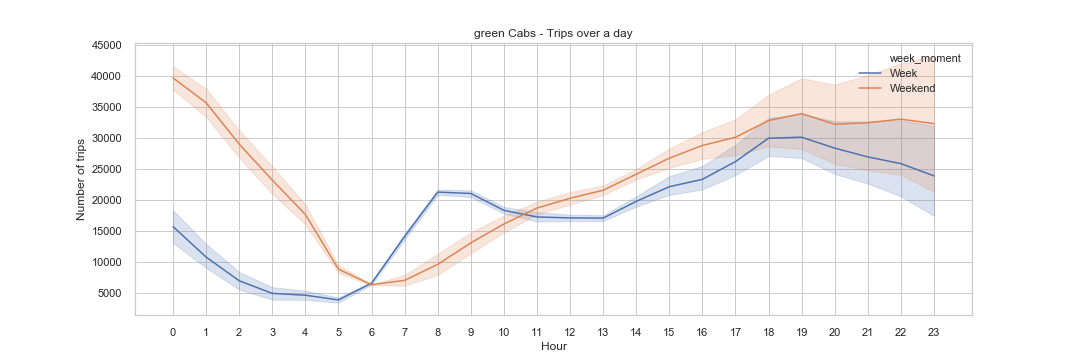 green Cabs - Trips over a day
45000
40000
35000
30000
25000
20000
15000
10000
5000
Number of trips
week_moment
Week
Weekend
0 1 2 3 4 5 6 7 8 9 10 11 12 13 14 15 16 17 18 19 20 21 22 23
Hour